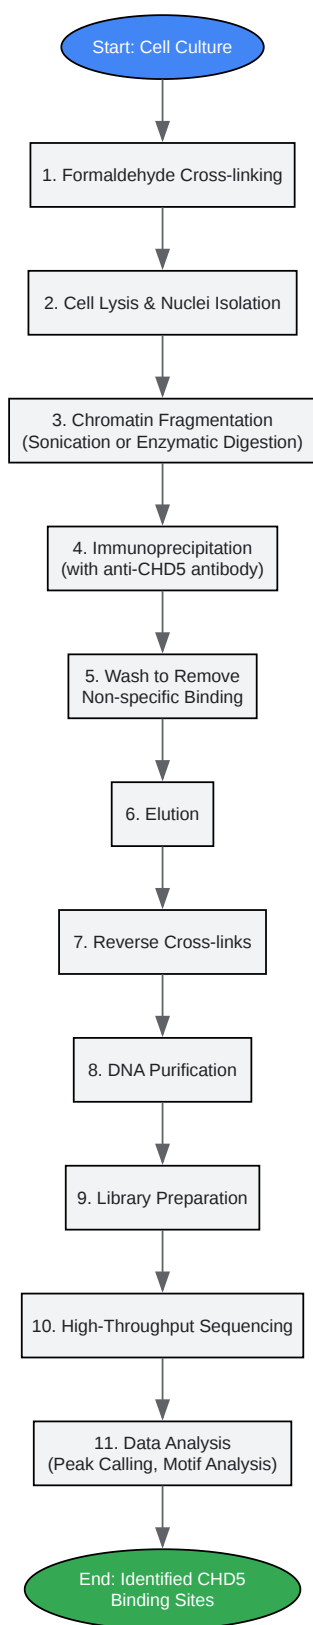 Start: Cell Culture
1. Formaldehyde Cross-linking
2. Cell Lysis & Nuclei Isolation
3. Chromatin Fragmentation
(Sonication or Enzymatic Digestion)
4. Immunoprecipitation
(with anti-CHD5 antibody)
5. Wash to Remove
Non-specific Binding
6. Elution
7. Reverse Cross-links
8. DNA Purification
9. Library Preparation
10. High-Throughput Sequencing
11. Data Analysis
(Peak Calling, Motif Analysis)
End: Identified CHD5
Binding Sites